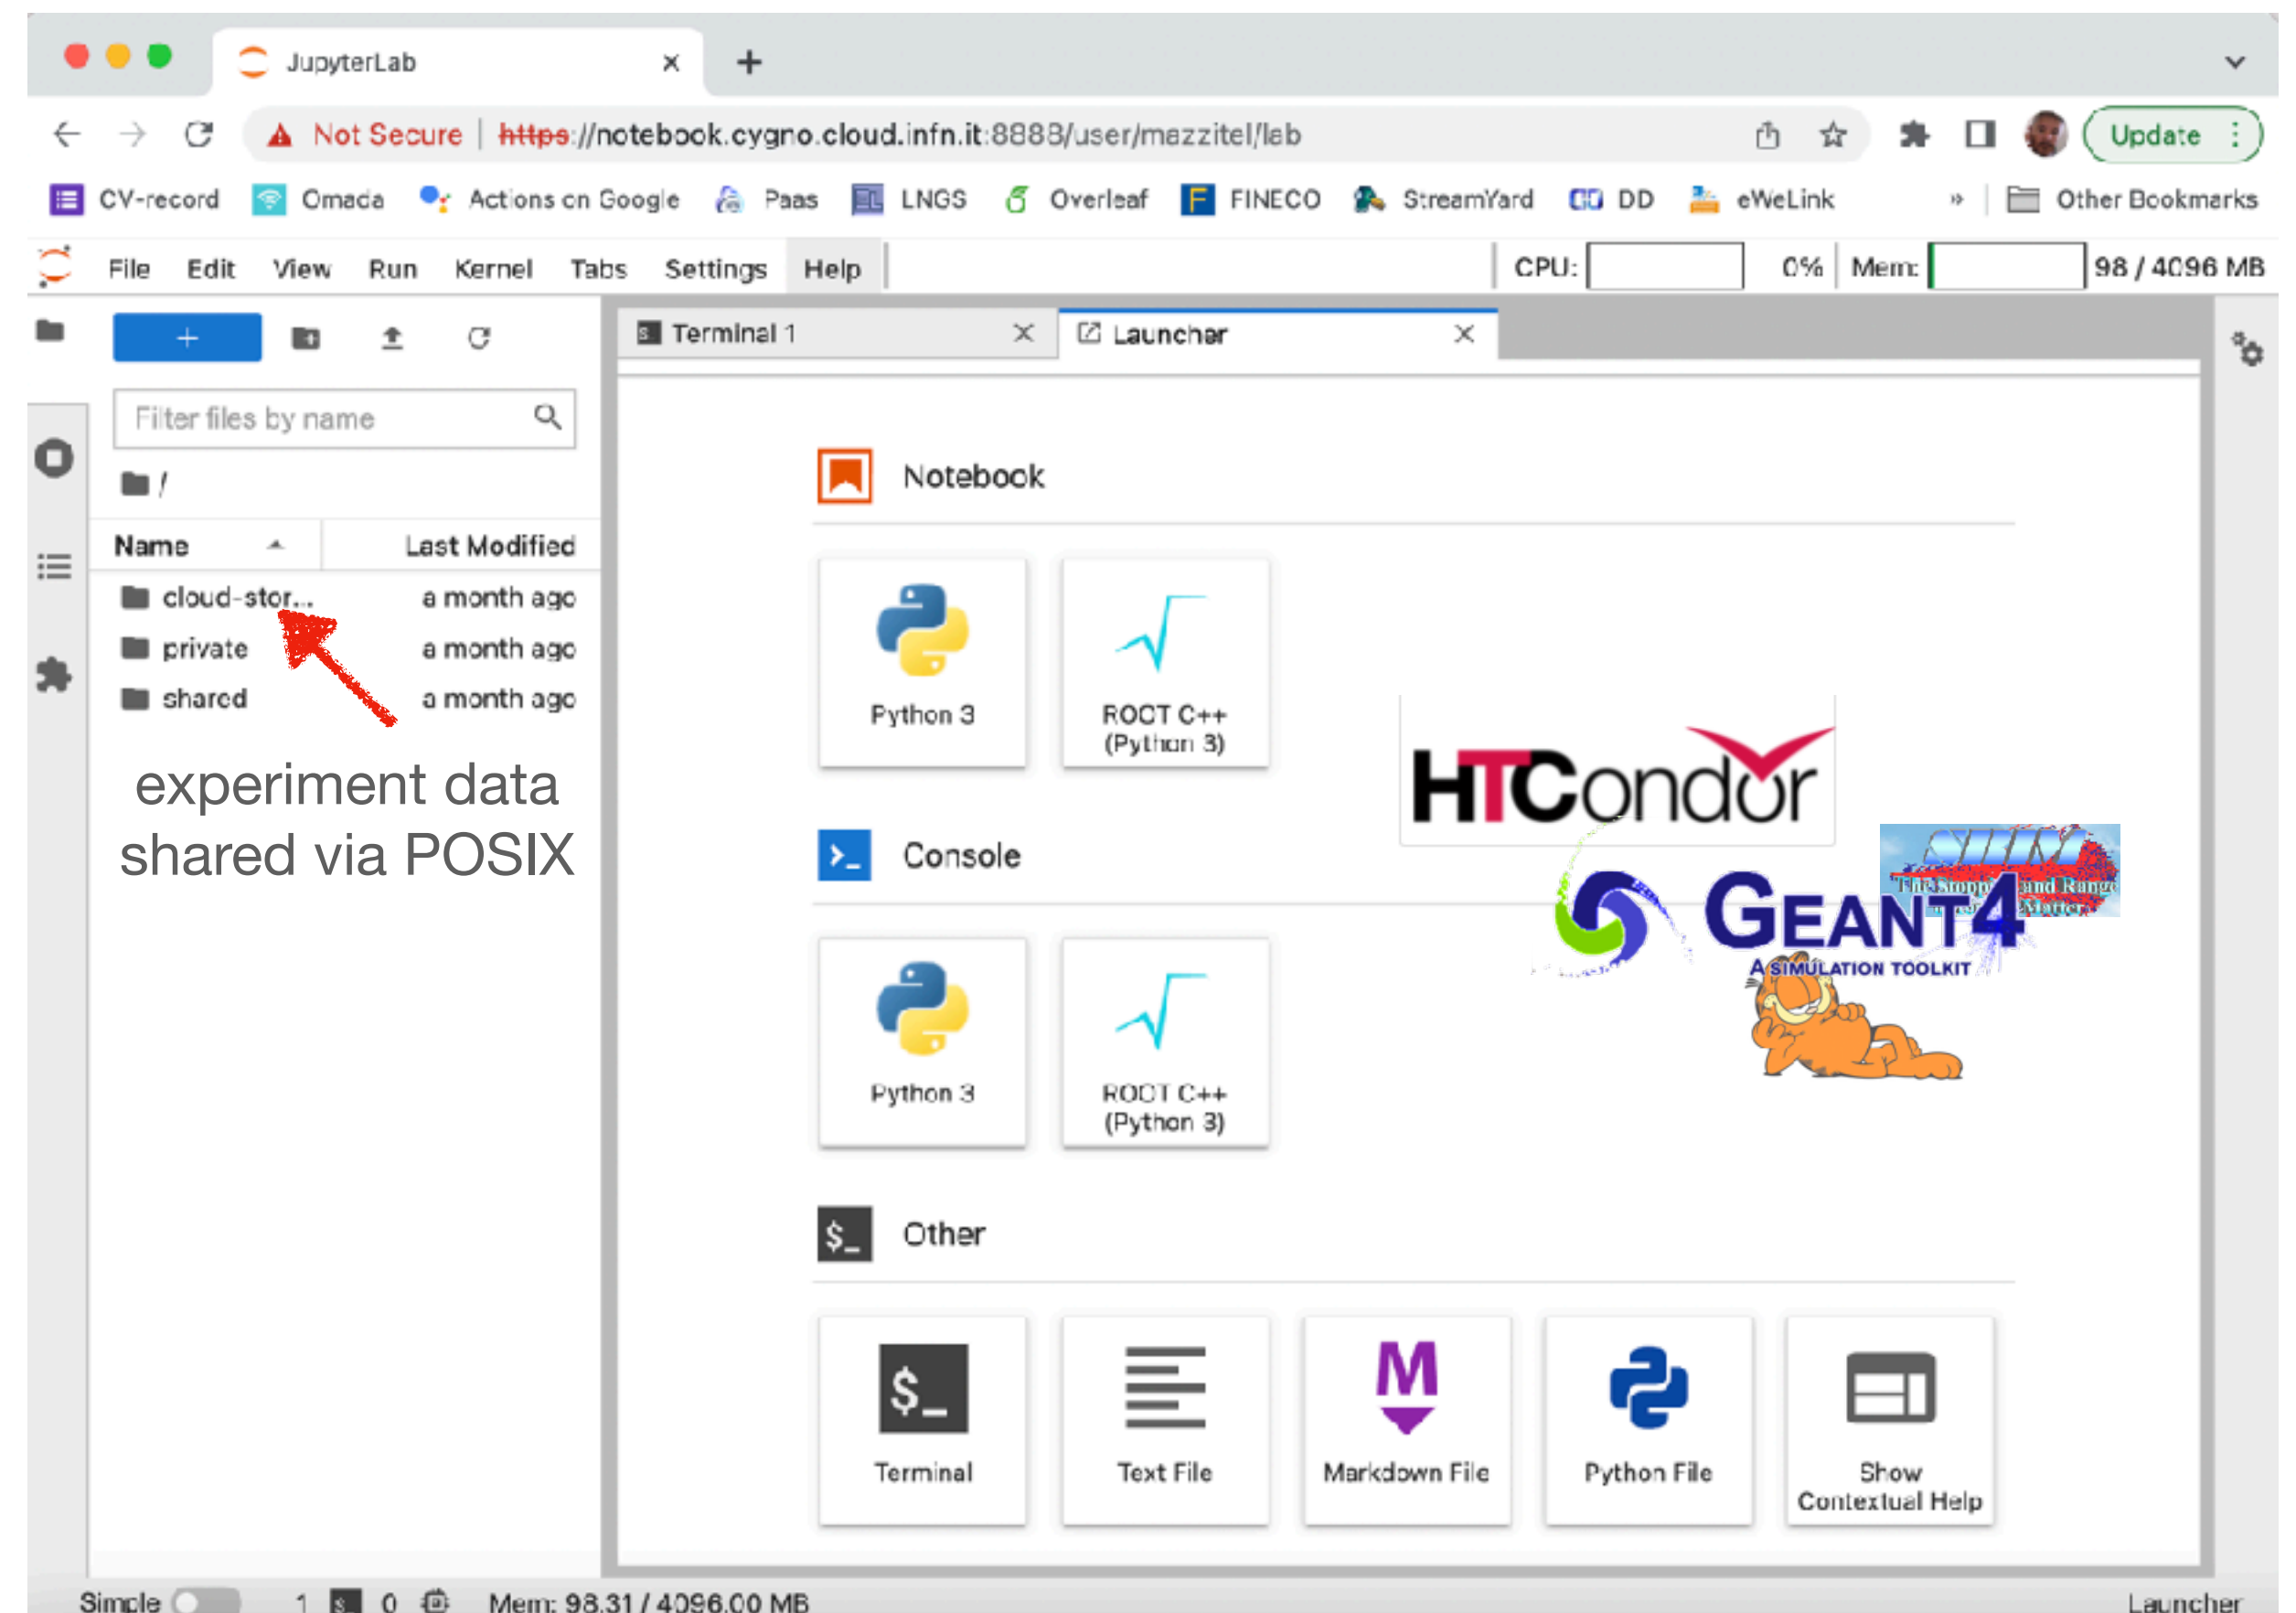 JupyterLab
Not Secure | https://notebook.cygno.cloud.infn.it:8888/user/mazzitel/lab
Update
CV-record Omada Actions on Google Paas LNGS Overleaf FINECO StreamYard DD eWeLink » Other Bookmarks
File Edit View Run Kernel Tabs Settings Help CPU: 0% Mem: 98 / 4096 MB
Terminal 1 Launcher
Filter files by name
/
Name Last Modified
cloud-stor... a month ago
private a month ago
shared a month ago
experiment data
shared via POSIX
Notebook
Python 3
ROOT C++
(Python 3)
HTCondor
Console
The Stopping and Range
Matter
GEANT4
A SIMULATION TOOLKIT
Python 3
ROOT C++
(Python 3)
Other
$_
Terminal
Text File
Markdown File
Python File
Show
Contextual Help
Simple 1 0 Mem: 98.31 / 4096.00 MB Launcher